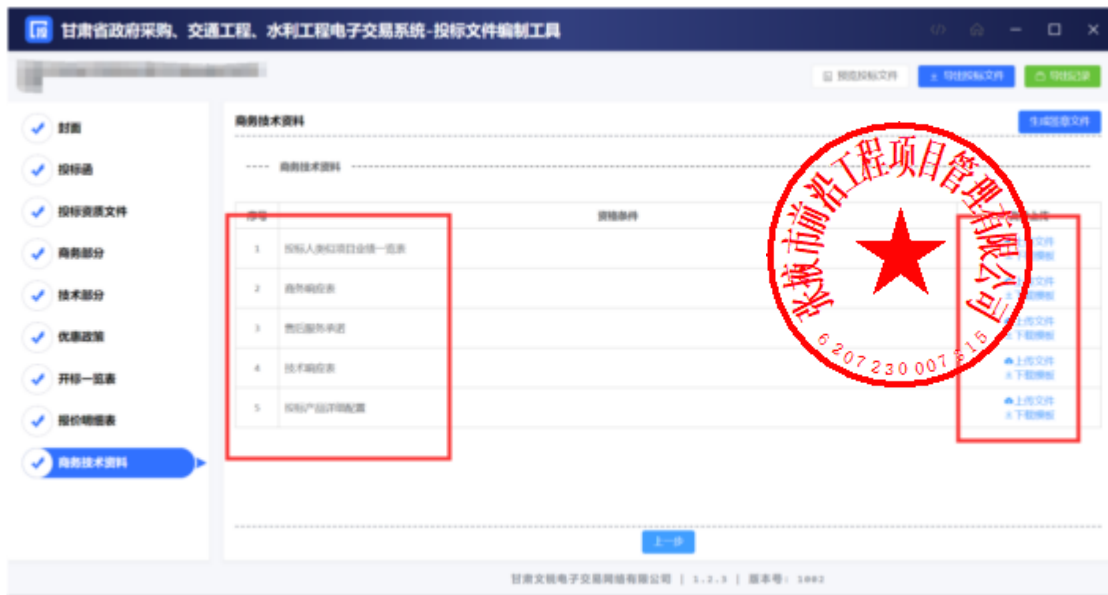 甘肃省政府采购、交通工程、水利工程电子交易系统-投标文件编制工具
预览投标文件 导出投标文件 导出记录
封面
投标函
投标资质文件
商务部分
技术部分
优惠政策
开标一览表
报价明细表
商务技术资料
商务技术资料
生成签章文件
商务技术资料
序号 资格条件 上传
1 投标人类似项目业绩一览表 上传文件
下载模板
2 商务响应表 上传文件
下载模板
3 售后服务承诺 上传文件
下载模板
4 技术响应表 上传文件
下载模板
5 投标产品详细配置 上传文件
下载模板
张掖市前沿工程项目管理有限公司
上一步
甘肃文锐电子交易网络有限公司 | 1.2.3 | 版本号: 1002